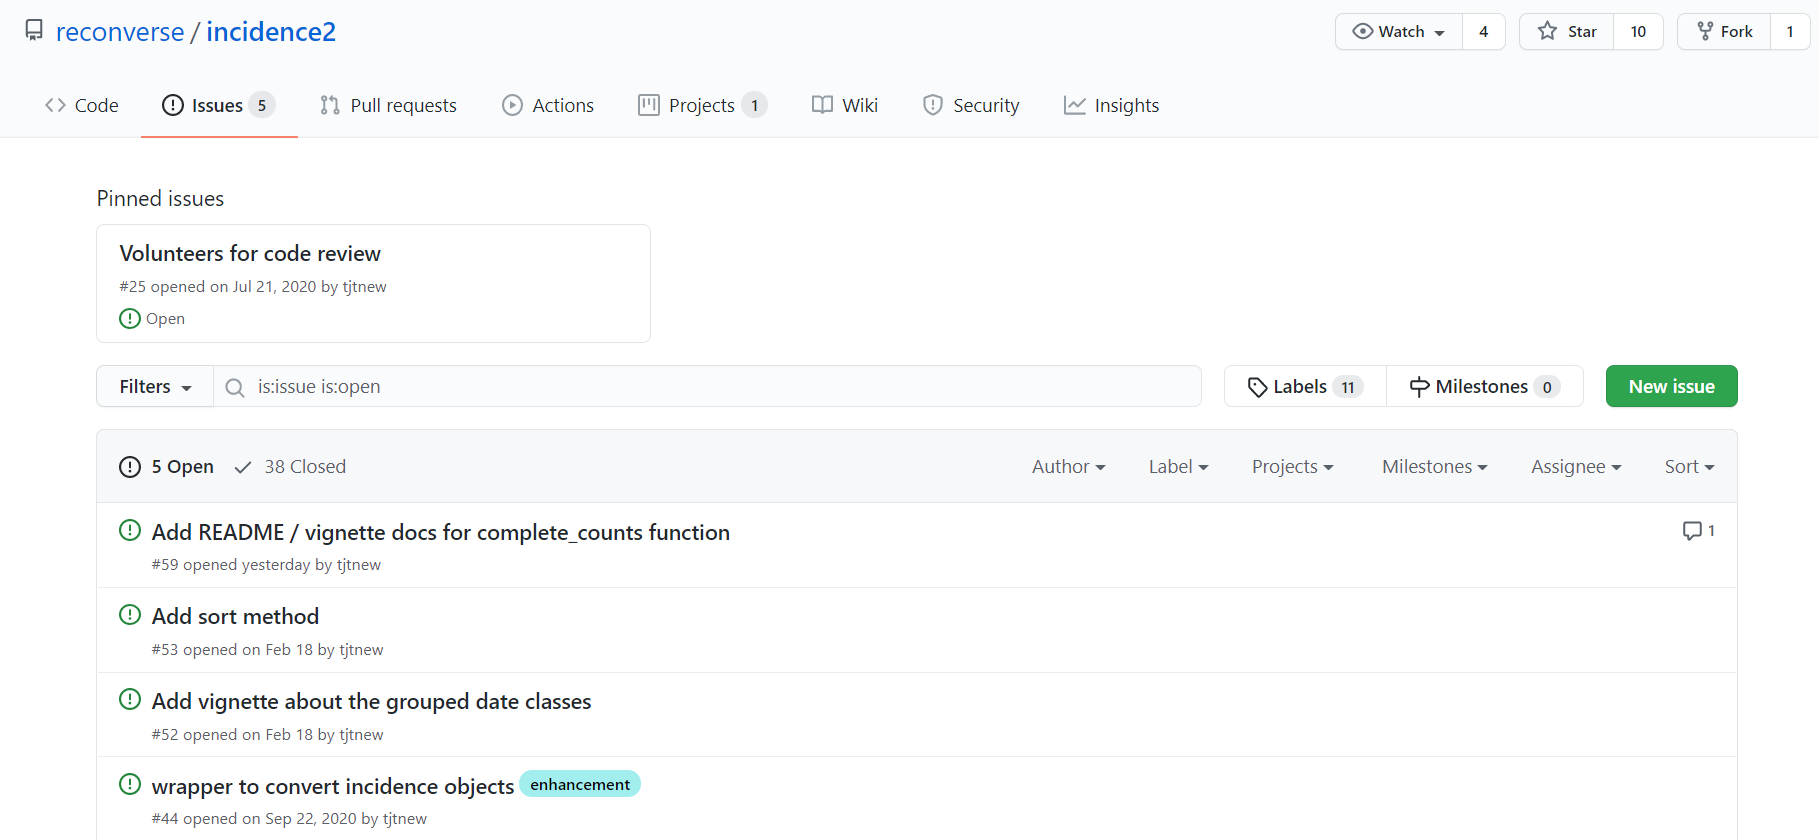 reconverse / incidence2
Watch 4 Star 10 Fork 1
Code Issues 5 Pull requests Actions Projects 1 Wiki Security Insights
Pinned issues
Volunteers for code review
#25 opened on Jul 21, 2020 by tjtnew
Open
Filters is:issue is:open Labels 11 Milestones 0 New issue
5 Open 38 Closed Author Label Projects Milestones Assignee Sort
Add README / vignette docs for complete_counts function 1
#59 opened yesterday by tjtnew
Add sort method
#53 opened on Feb 18 by tjtnew
Add vignette about the grouped date classes
#52 opened on Feb 18 by tjtnew
wrapper to convert incidence objects enhancement
#44 opened on Sep 22, 2020 by tjtnew